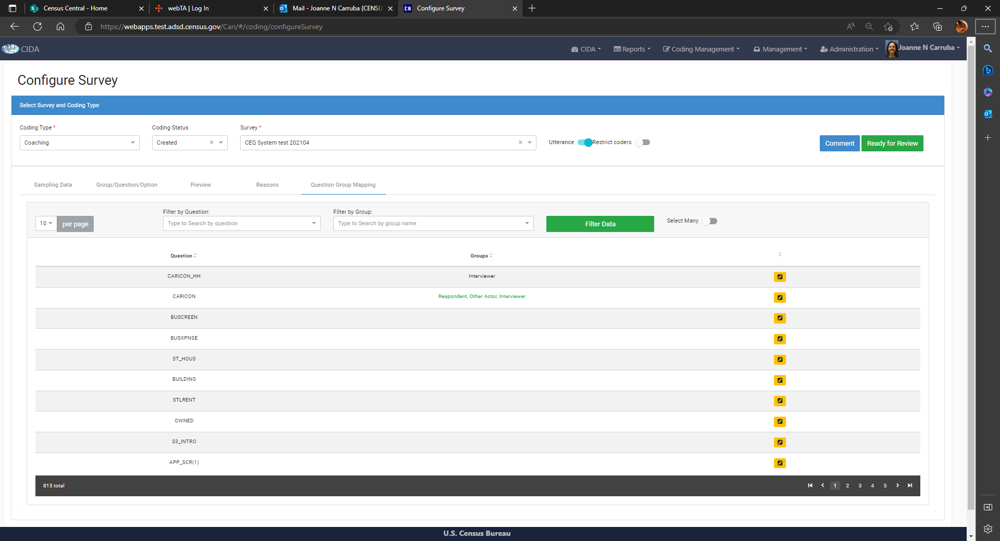 Census Central - Home
webTA | Log In
Mail - Joanne N Carruba (CENSU
CB Configure Survey
https://webapps.test.adsd.census.gov/Cari/#/coding/configureSurvey
CIDA
CIDA
Reports
Coding Management
Management
Administration
Joanne N Carruba
Configure Survey
Select Survey and Coding Type
Coding Type *
Coding Status
Survey *
Coaching
Created
CEQ System test 202104
Utterance
Restrict coders
Comment
Ready for Review
Sampling Data
Group/Question/Option
Preview
Reasons
Question Group Mapping
10
per page
Filter by Question:
Type to Search by question
Filter by Group:
Type to Search by group name
Filter Data
Select Many
Question
Groups
CARICON_HH
Interviewer
CARICON
Respondent, Other Actor, Interviewer
BUSCREEN
BUSXPNSE
ST_HOUS
BUILDING
STLRENT
OWNED
S3_INTRO
APP_SCR(1)
815 total
1 2 3 4 5
U.S. Census Bureau